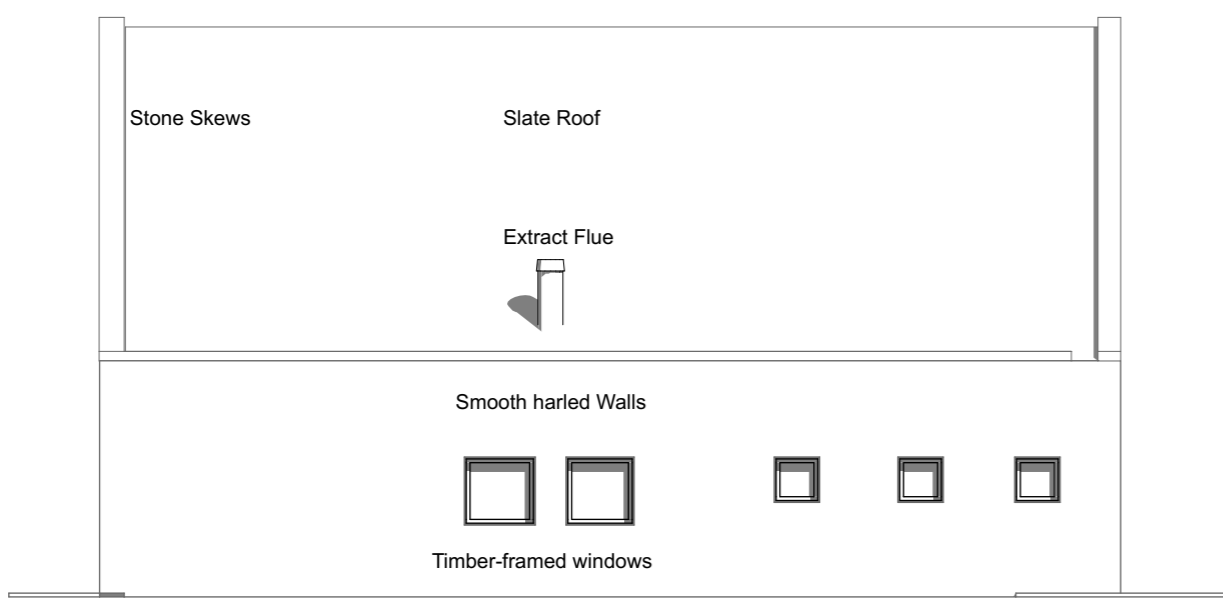 Stone Skews
Slate Roof
Extract Flue
Smooth harled Walls
Timber-framed windows